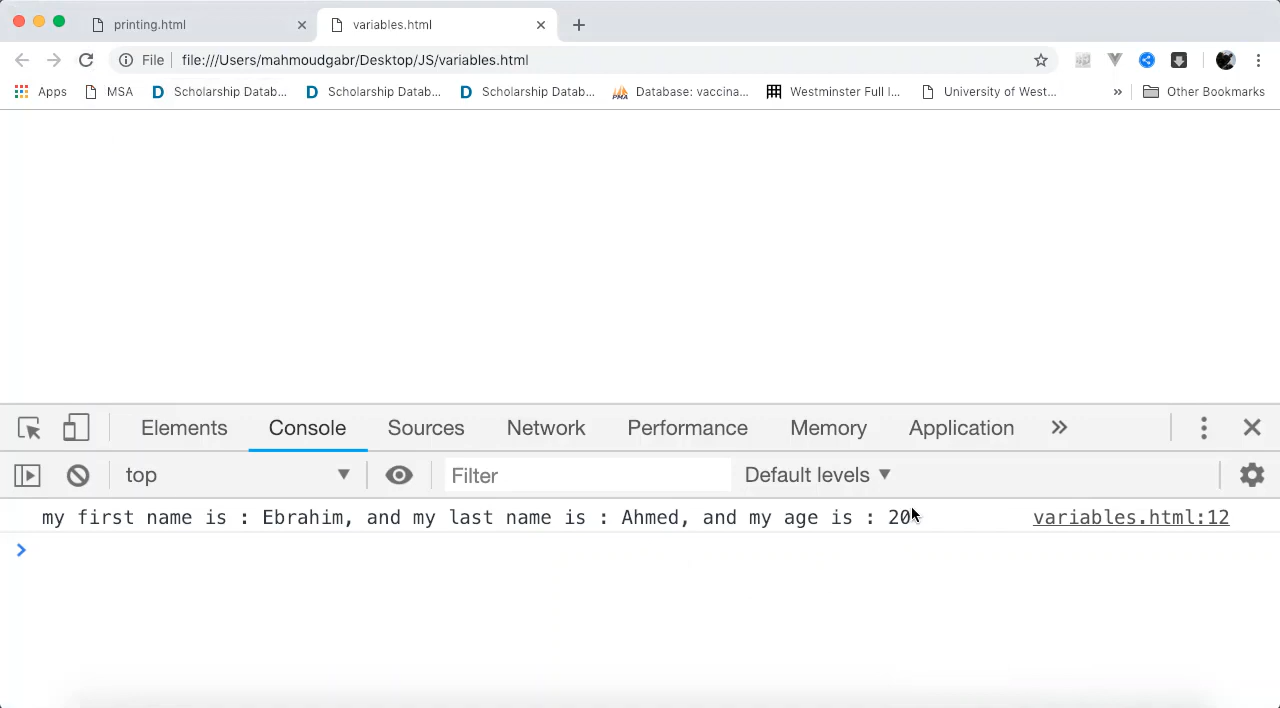 printing.html
variables.html
File
file:///Users/mahmoudgabr/Desktop/JS/variables.html
Apps
MSA
Scholarship Datab...
Scholarship Datab...
Scholarship Datab...
Database: vaccina...
Westminster Full I...
University of West...
»
Other Bookmarks
Elements
Console
Sources
Network
Performance
Memory
Application
»
top
Filter
Default levels
my first name is : Ebrahim, and my last name is : Ahmed, and my age is : 20
variables.html:12